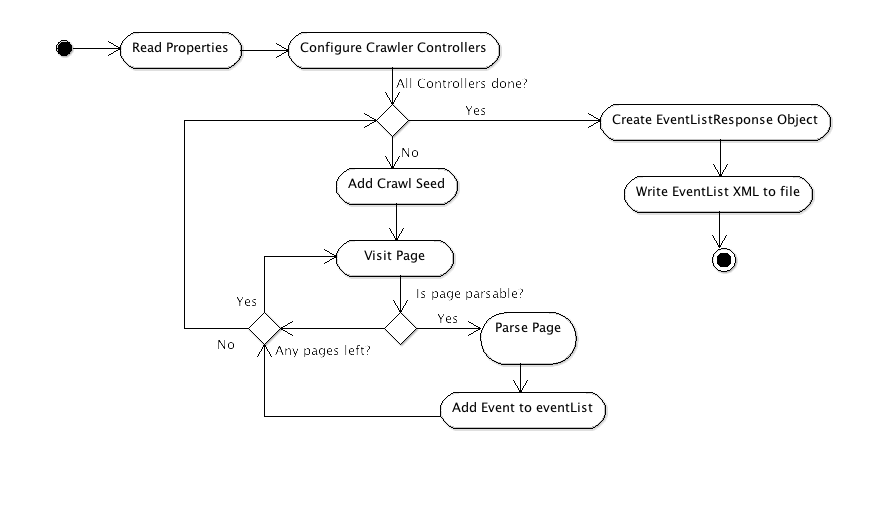 Read Properties
Configure Crawler Controllers
All Controllers done?
Yes
Create EventListResponse Object
No
Add Crawl Seed
Write EventList XML to file
Visit Page
Is page parsable?
Yes
Yes
Parse Page
No
Any pages left?
Add Event to eventList